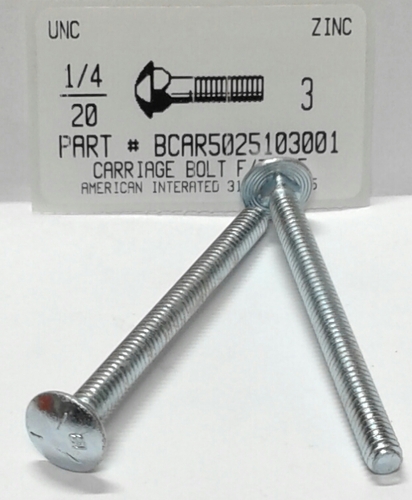 UNC ZINC
1/4
20 3
PART # BCAR5025103001
CARRIAGE BOLT
AMERICAN INTERATED